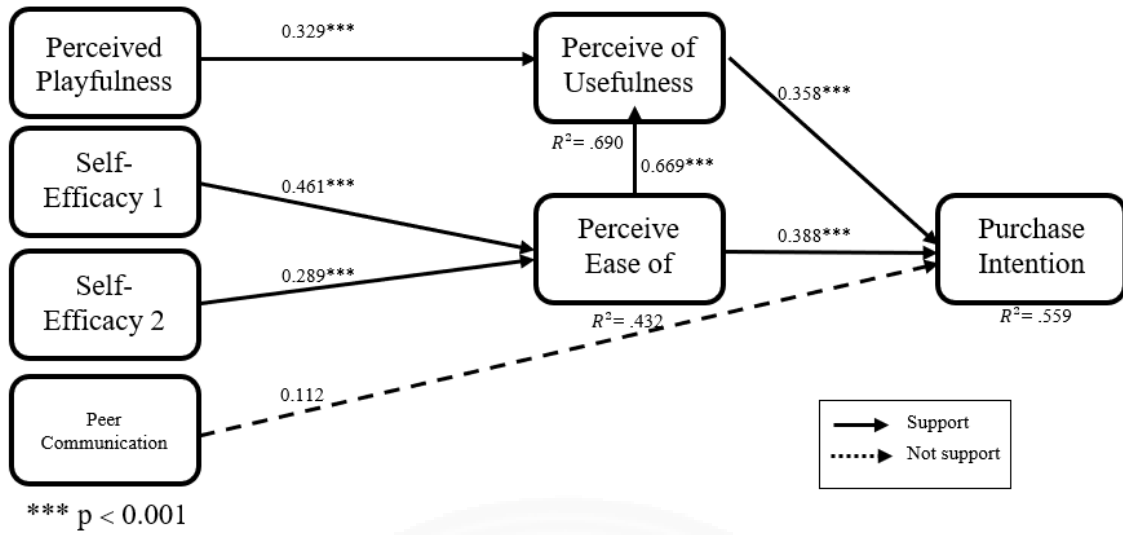 Perceived
Playfulness
0.329***
Perceive of
Usefulness
R²= .690
0.358***
Self-
Efficacy 1
0.461***
0.669***
Perceive
Ease of
R²= .432
0.388***
Purchase
Intention
R²= .559
Self-
Efficacy 2
0.289***
Peer
Communication
0.112
Support
Not support
*** p < 0.001